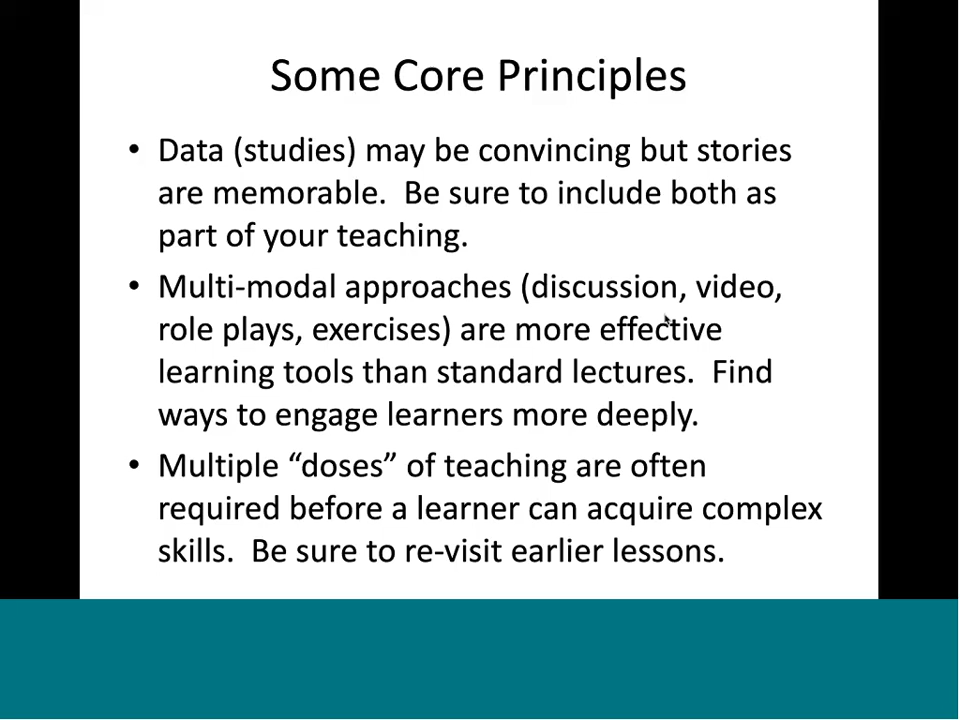 Some Core Principles
• Data (studies) may be convincing but stories
are memorable.  Be sure to include both as
part of your teaching.
• Multi-modal approaches (discussion, video,
role plays, exercises) are more effective
learning tools than standard lectures.  Find
ways to engage learners more deeply.
• Multiple “doses” of teaching are often
required before a learner can acquire complex
skills.  Be sure to re-visit earlier lessons.